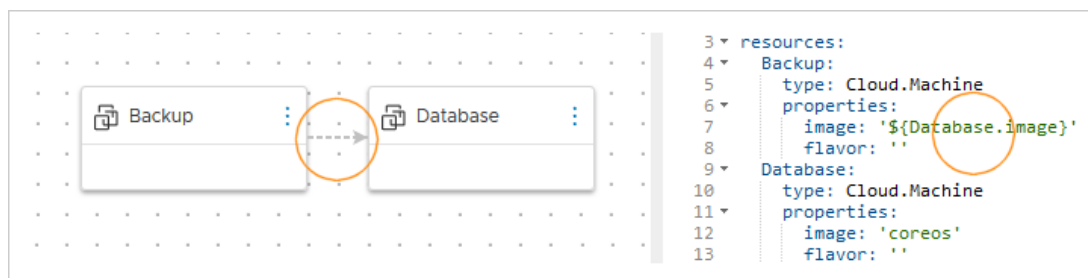 Backup
Database
3 resources:
4 Backup:
5 type: Cloud.Machine
6 properties:
7 image: '${Database.image}'
8 flavor: ''
9 Database:
10 type: Cloud.Machine
11 properties:
12 image: 'coreos'
13 flavor: ''